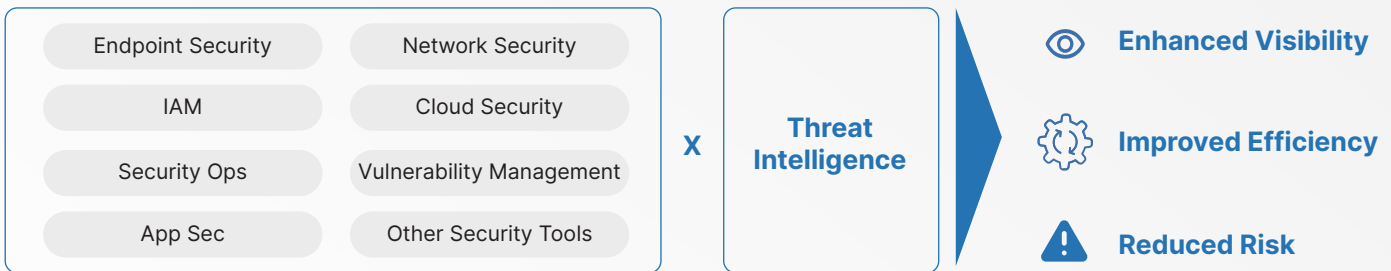 Endpoint Security
Network Security
IAM
Cloud Security
Security Ops
Vulnerability Management
App Sec
Other Security Tools
X
Threat
Intelligence
Enhanced Visibility
Improved Efficiency
Reduced Risk